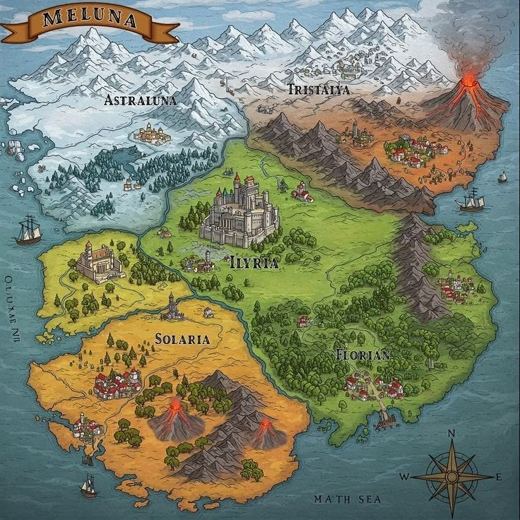 MELUNA
ASTRALUNA
TRISTALYA
ILYRIA
SOLARIA
FLORIAN
MATH SEA
N
W
E
S